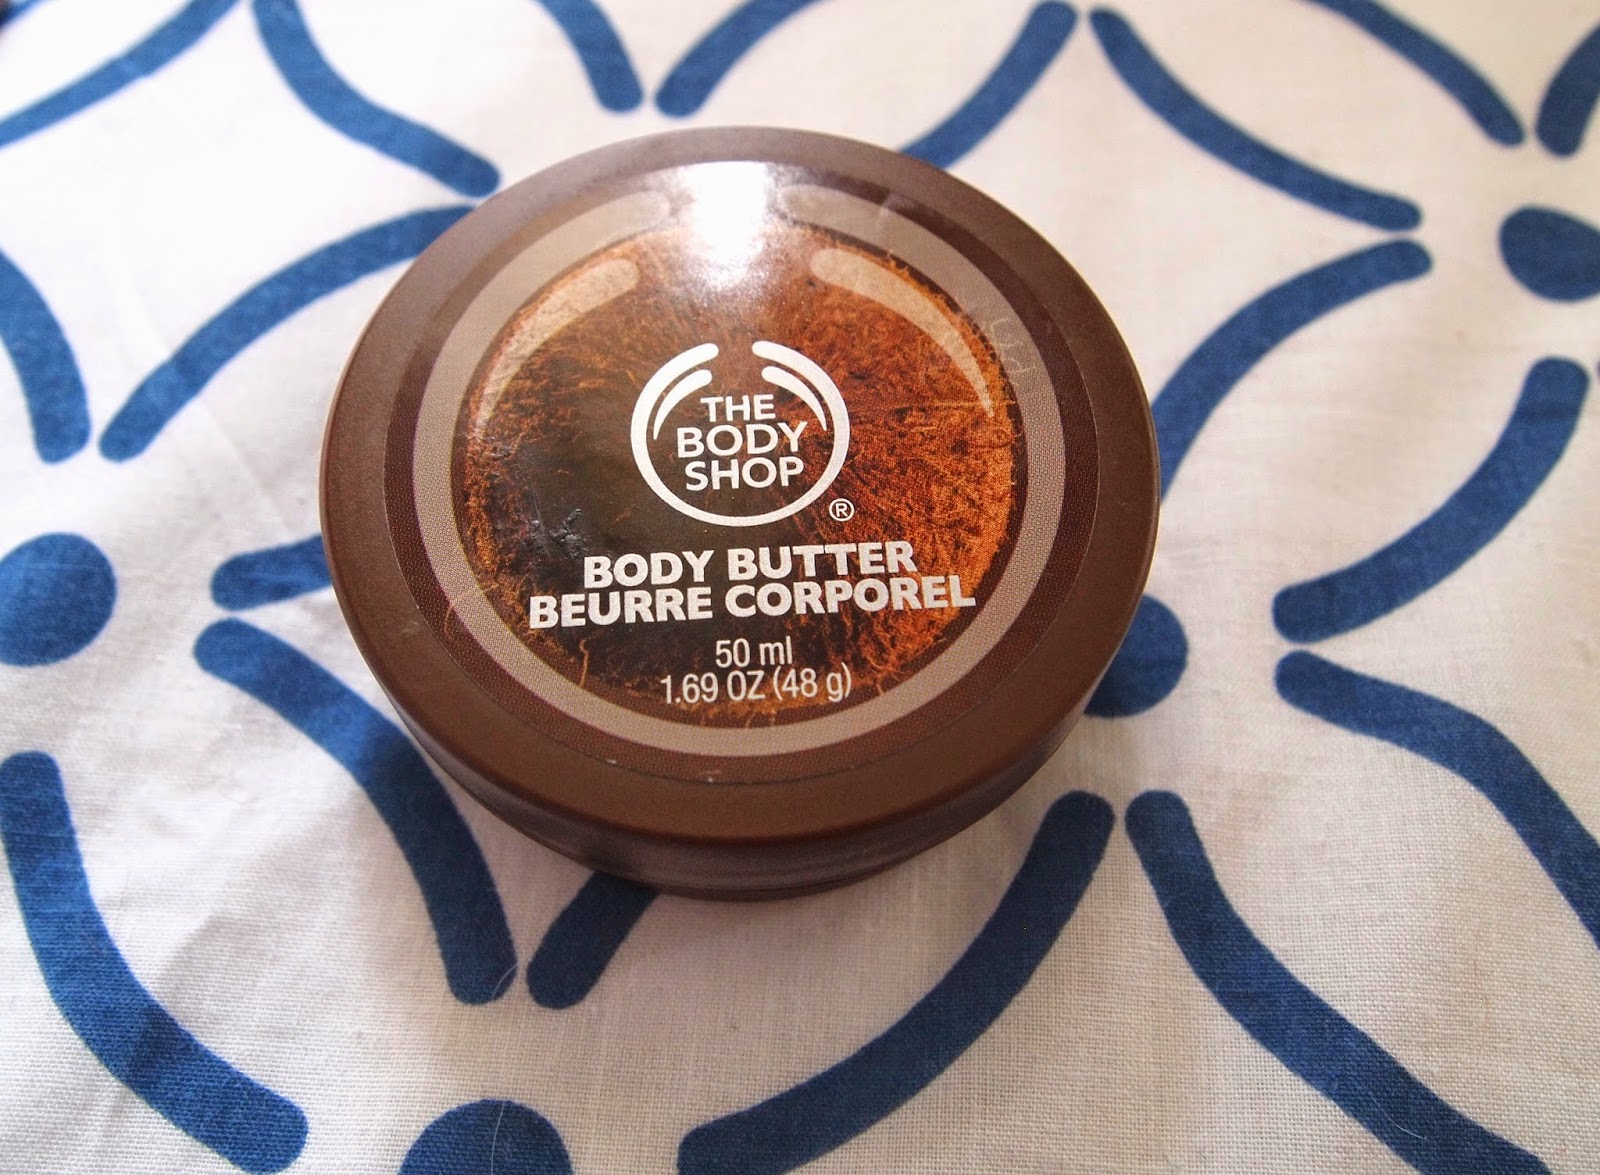 THE
BODY
SHOP
®
BODY BUTTER
BEURRE CORPOREL
50 ml
1.69 OZ (48 g)